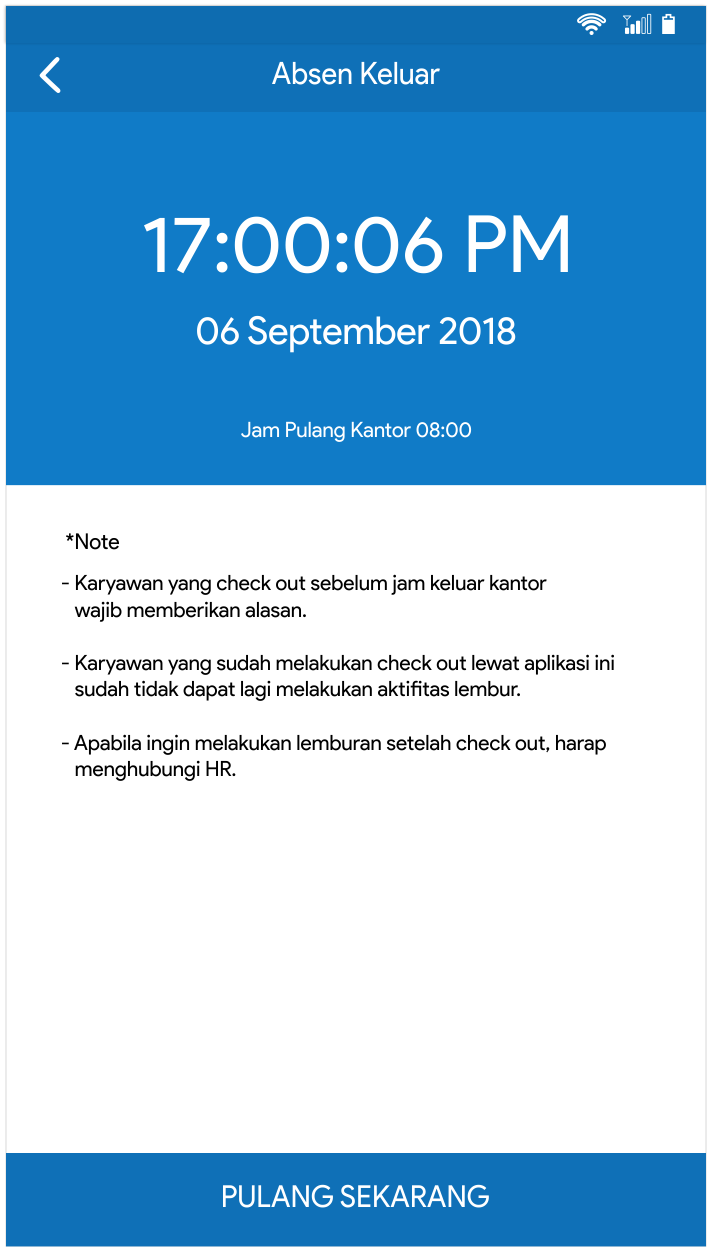 Absen Keluar
17:00:06 PM
06 September 2018
Jam Pulang Kantor 08:00
*Note
- Karyawan yang check out sebelum jam keluar kantor
wajib memberikan alasan.
- Karyawan yang sudah melakukan check out lewat aplikasi ini
sudah tidak dapat lagi melakukan aktifitas lembur.
- Apabila ingin melakukan lemburan setelah check out, harap
menghubungi HR.
PULANG SEKARANG